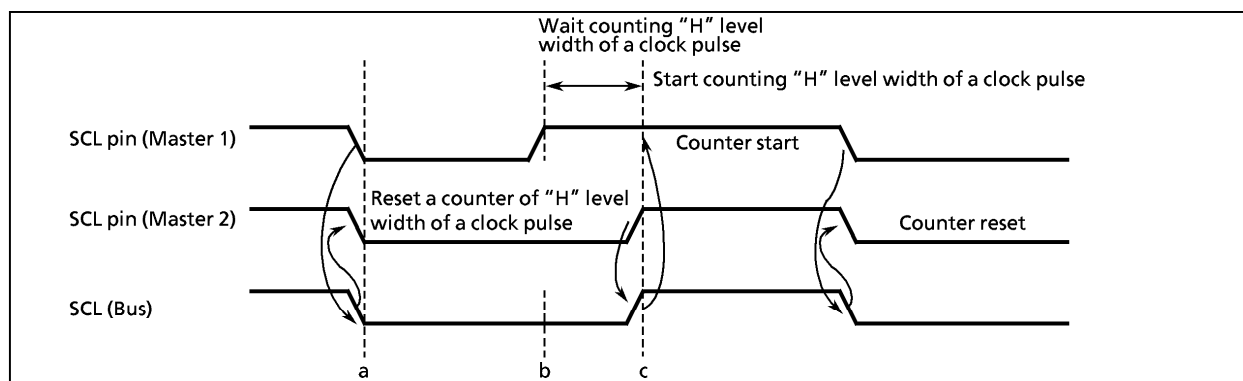 Wait counting “H” level
width of a clock pulse
Start counting “H” level width of a clock pulse
SCL pin (Master 1)
Counter start
Reset a counter of “H” level
width of a clock pulse
SCL pin (Master 2)
Counter reset
SCL (Bus)
a
b
c